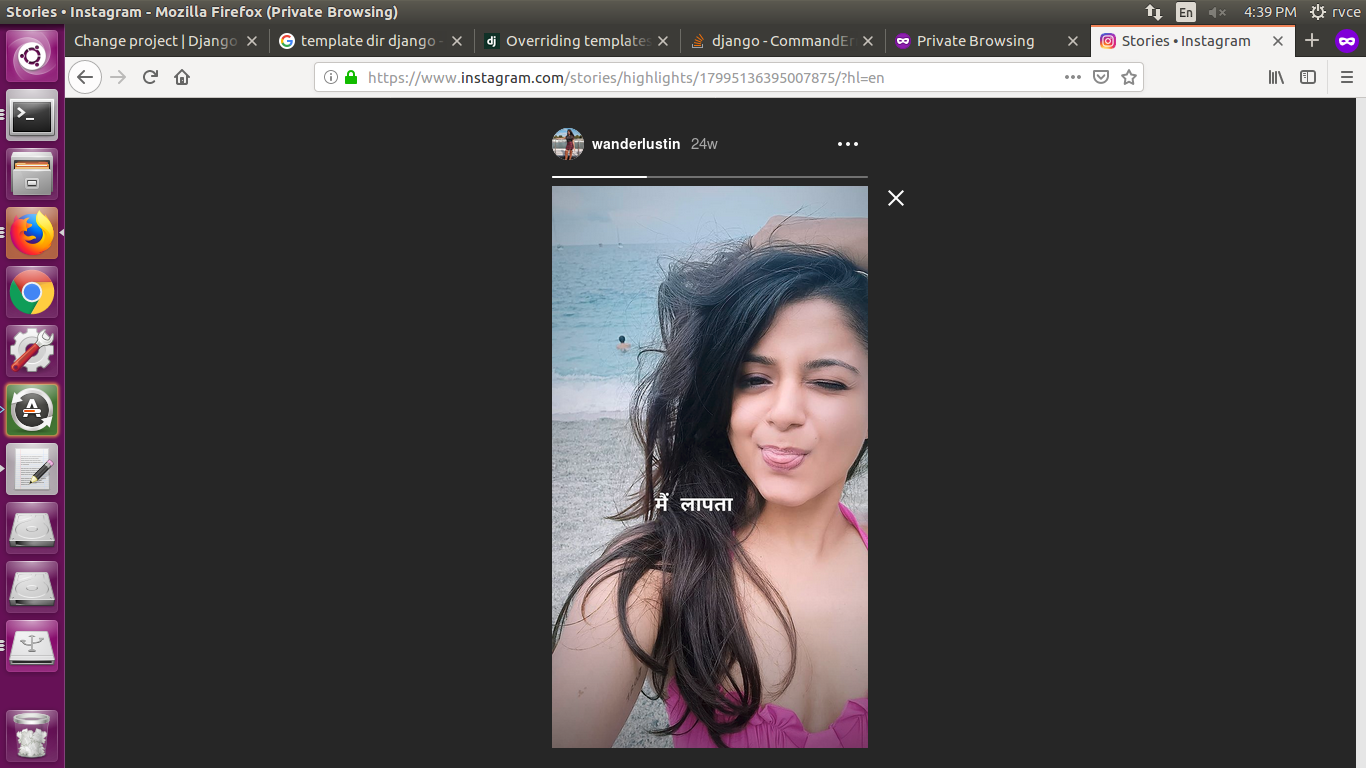 Stories • Instagram - Mozilla Firefox (Private Browsing)
En
4:39 PM
rvce
Change project | Django
template dir django -
Overriding templates
django - CommandEr
Private Browsing
Stories • Instagram
https://www.instagram.com/stories/highlights/17995136395007875/?hl=en
wanderlustin 24w
मैं लापता